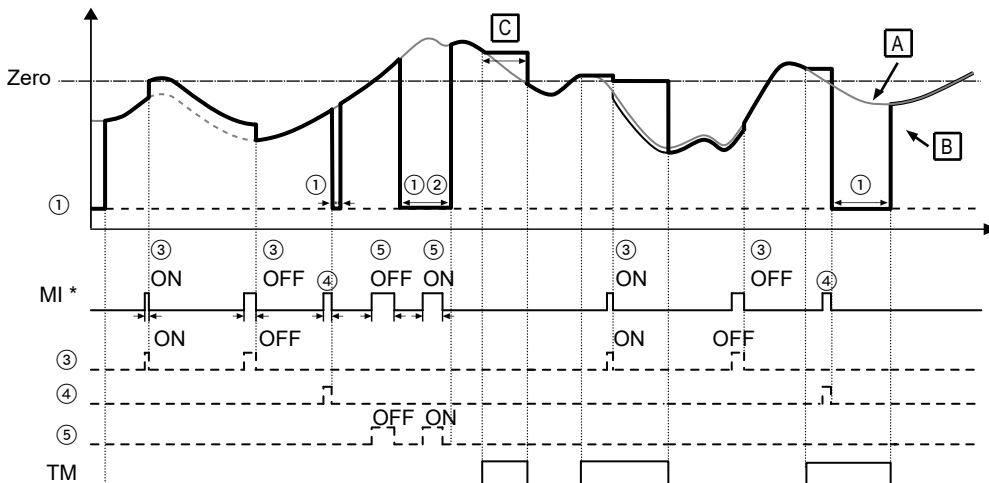 C
A
Zero
B
① ①② ①
①
③ ③ ⑤ ⑤ ③ ③
ON OFF ④ OFF ON ON OFF ④
MI *
ON OFF ON OFF
③
④
OFF ON
⑤
TM